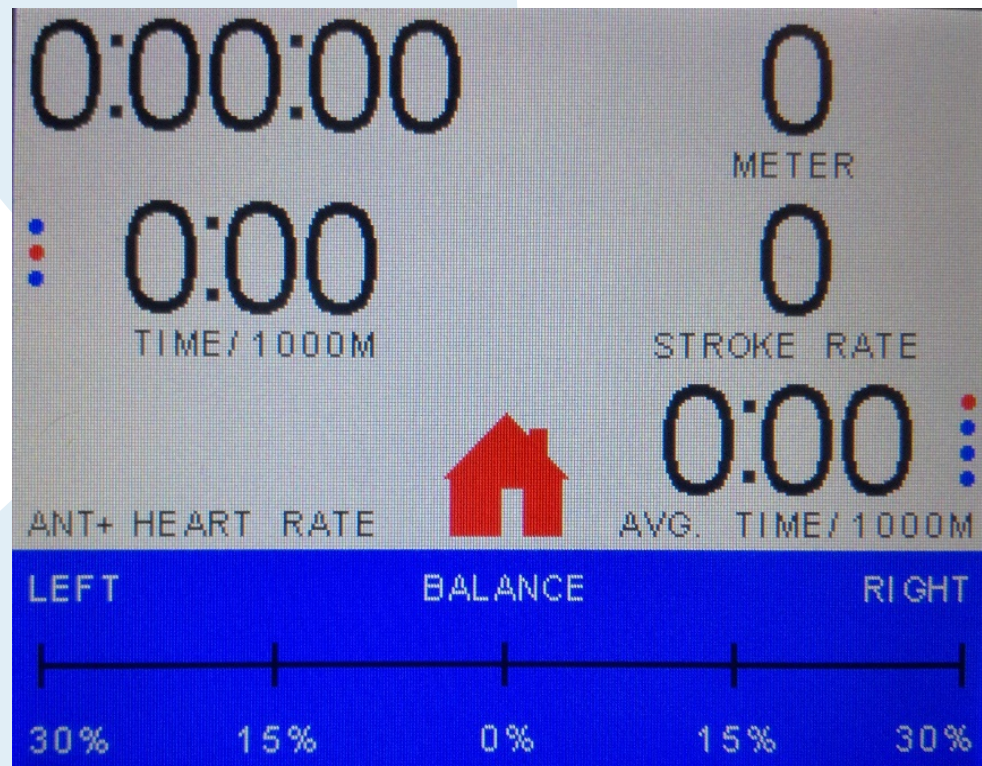 0:00:00 0
METER
0:00 0
TIME/1000M STROKE RATE
0:00
ANT+ HEART RATE AVG. TIME/1000M
LEFT BALANCE RIGHT
30% 15% 0% 15% 30%